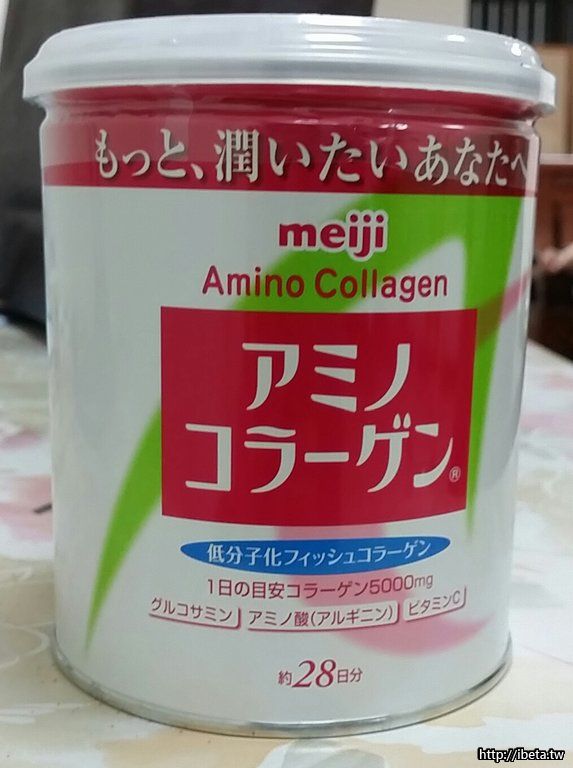 もっと、潤いたいあなたへ
meiji
Amino Collagen
アミノ
コラーゲン®
低分子化フィッシュコラーゲン
1日の目安コラーゲン5000mg
グルコサミン アミノ酸(アルギニン) ビタミンC
約28日分
http://ibeta.tw